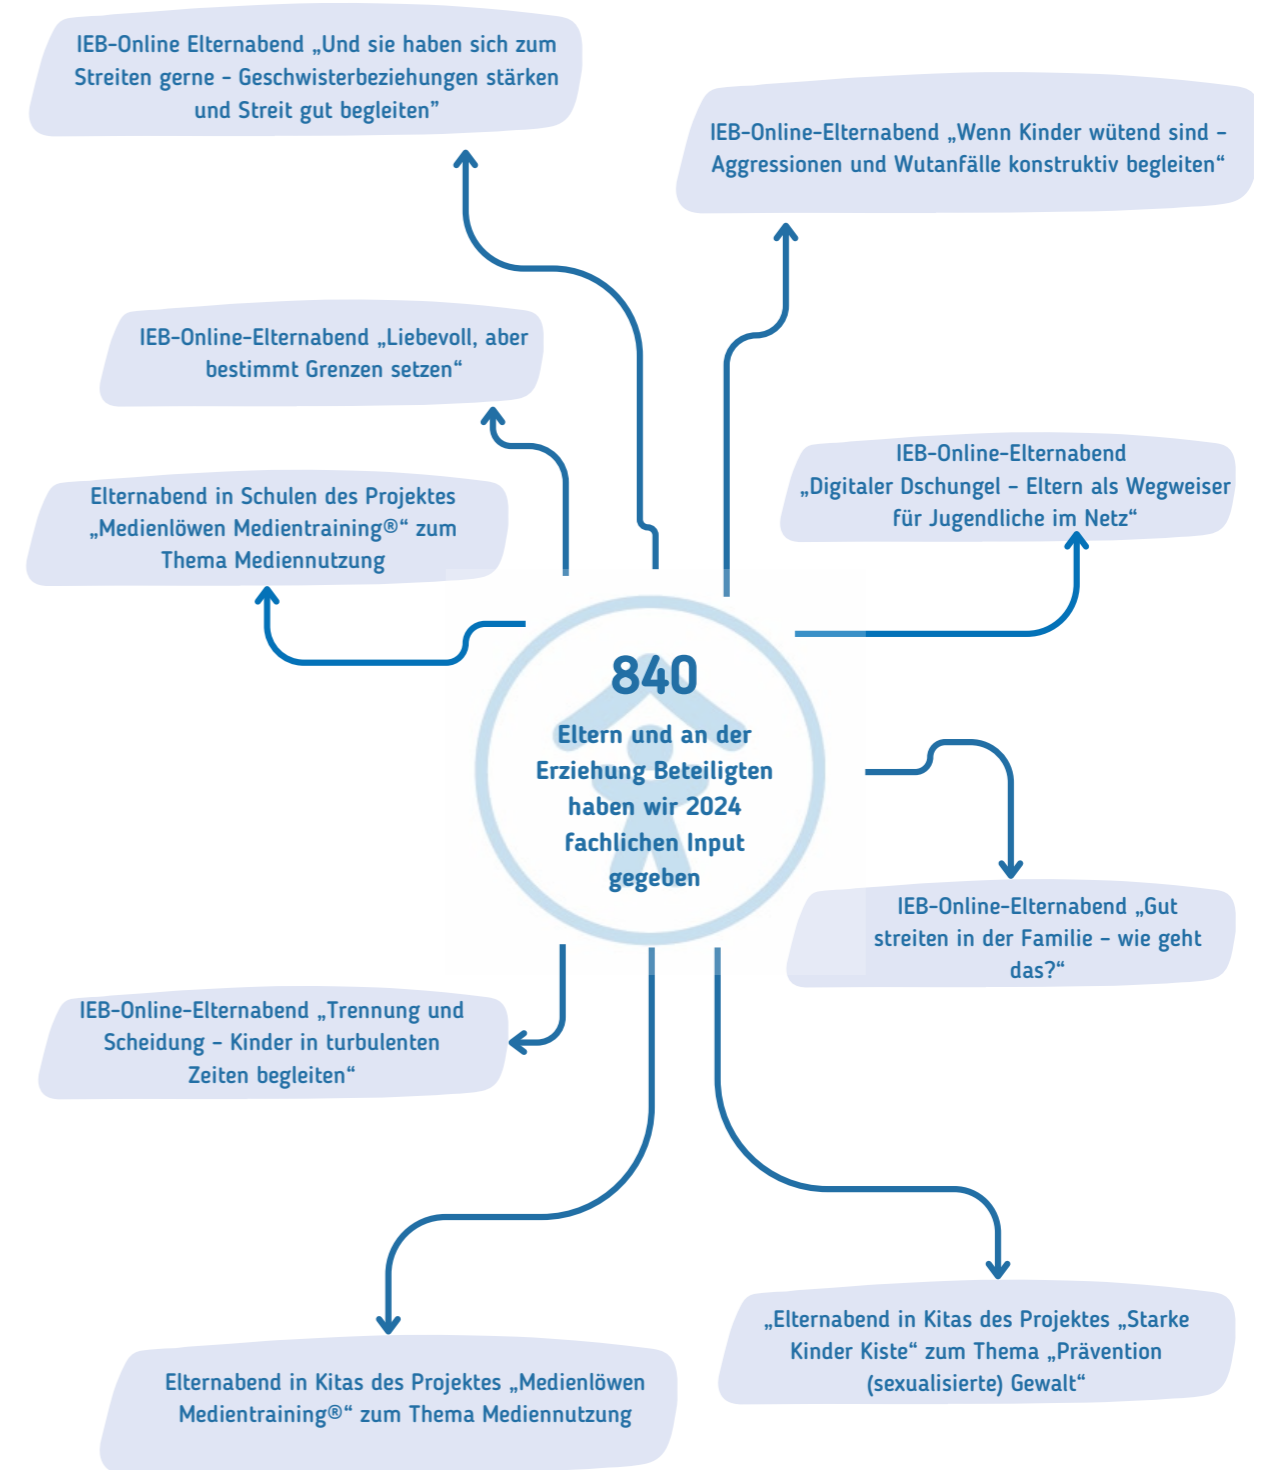 IEB-Online Elternabend „Und sie haben sich zum
Streiten gerne - Geschwisterbeziehungen stärken
und Streit gut begleiten”
IEB-Online-Elternabend „Wenn Kinder wütend sind –
Aggressionen und Wutanfälle konstruktiv begleiten“
IEB-Online-Elternabend „Liebevoll, aber
bestimmt Grenzen setzen“
IEB-Online-Elternabend
„Digitaler Dschungel – Eltern als Wegweiser
für Jugendliche im Netz“
Elternabend in Schulen des Projektes
„Medienlöwen Medientraining®“ zum
Thema Mediennutzung
840
Eltern und an der
Erziehung Beteiligten
haben wir 2024
fachlichen Input
gegeben
IEB-Online-Elternabend „Gut
streiten in der Familie – wie geht
das?“
IEB-Online-Elternabend „Trennung und
Scheidung – Kinder in turbulenten
Zeiten begleiten“
„Elternabend in Kitas des Projektes „Starke
Kinder Kiste“ zum Thema „Prävention
(sexualisierte) Gewalt“
Elternabend in Kitas des Projektes „Medienlöwen
Medientraining®“ zum Thema Mediennutzung